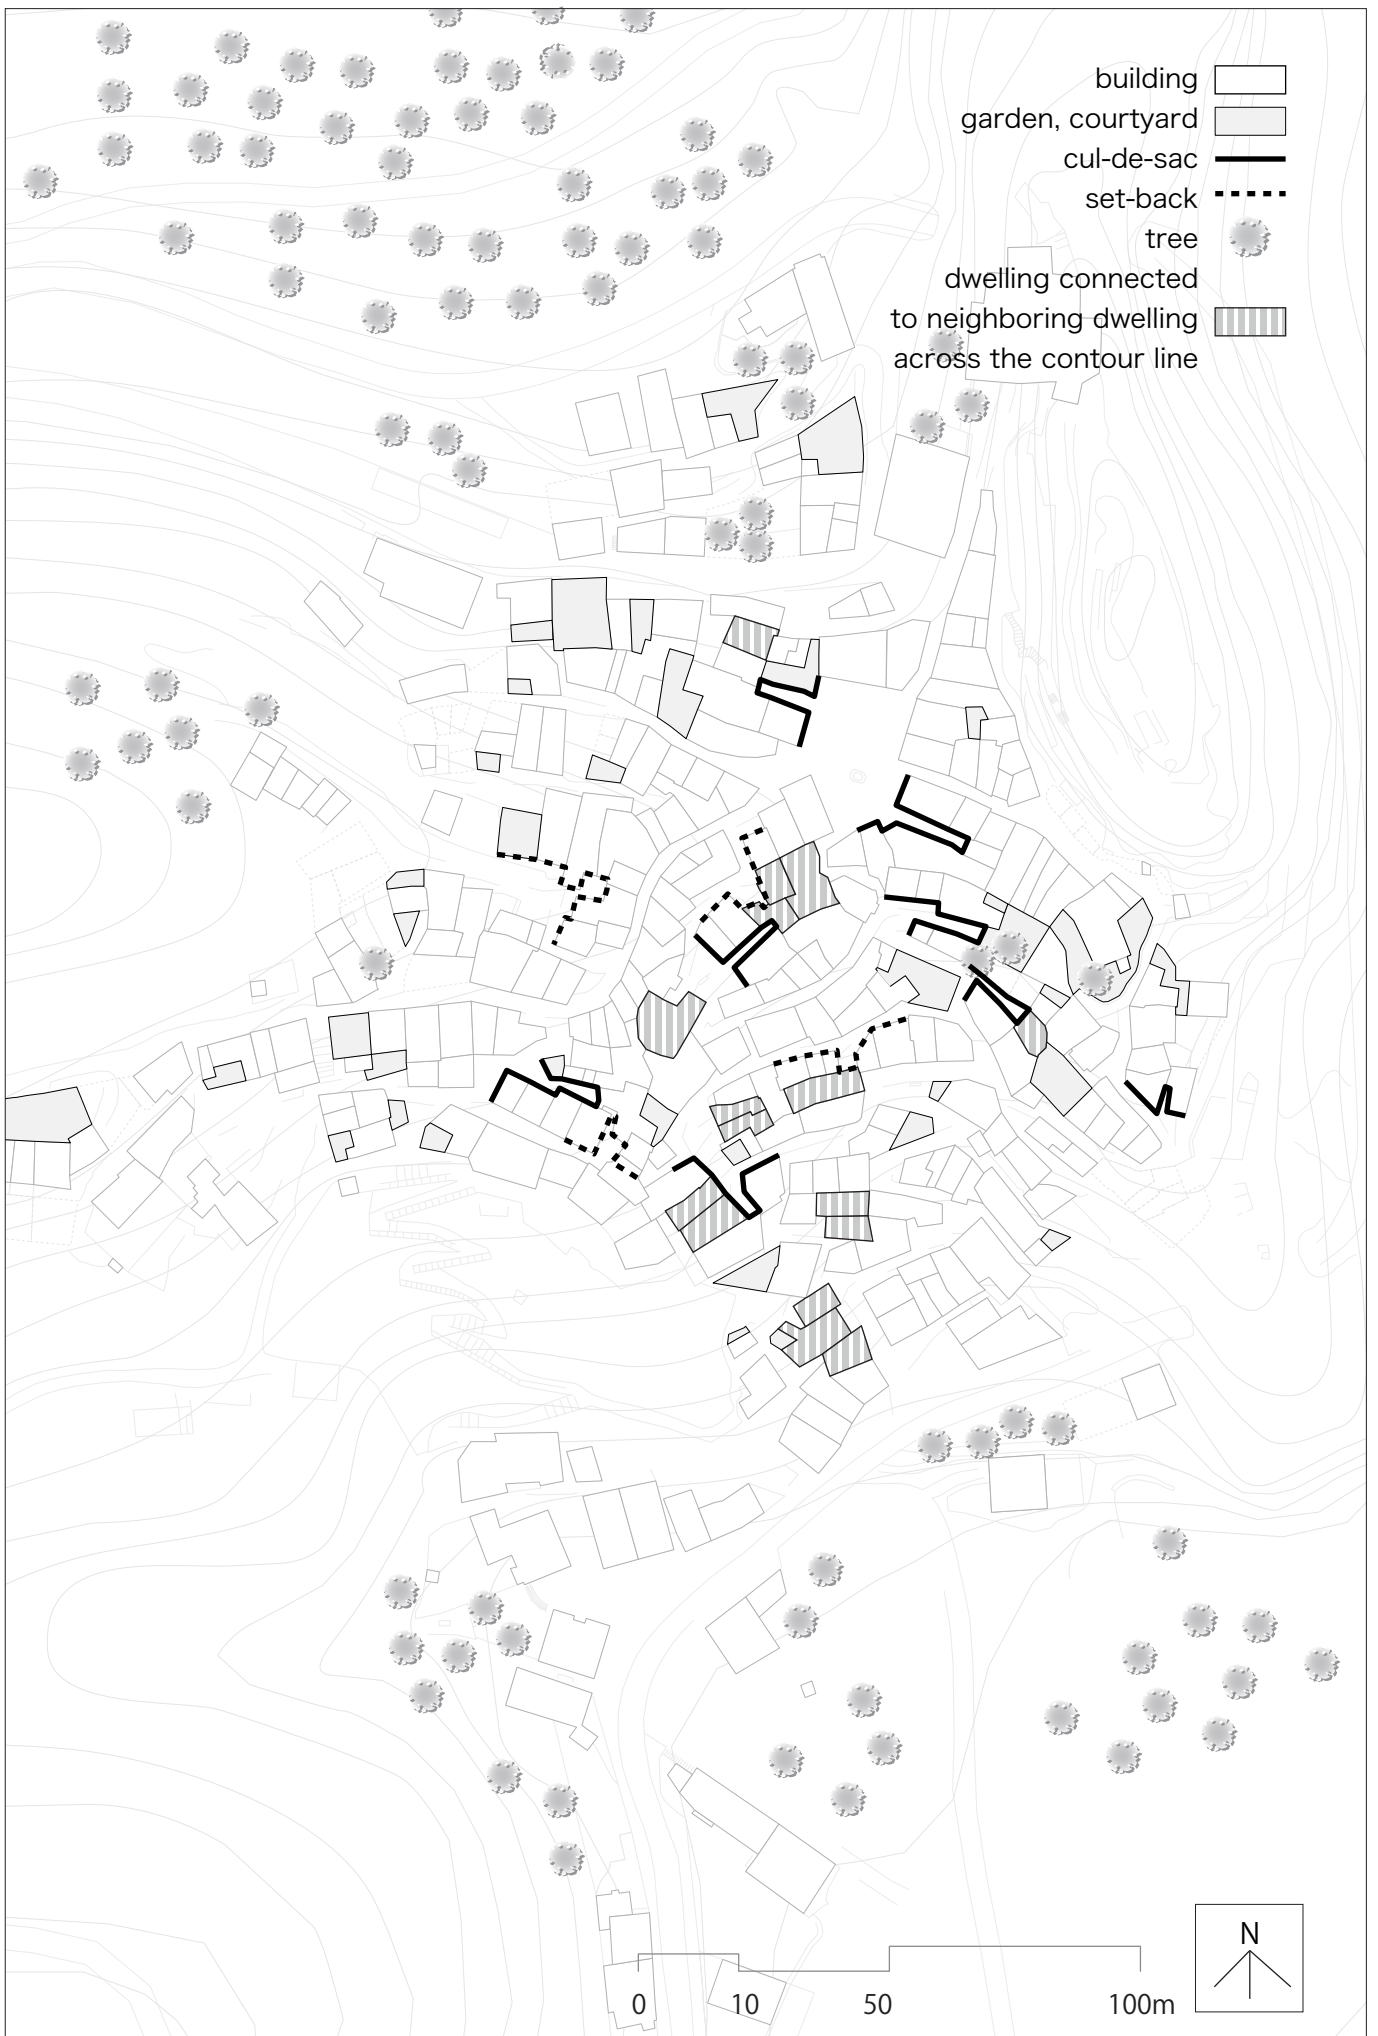 building
garden, courtyard
cul-de-sac
set-back
tree
dwelling connected
to neighboring dwelling
across the contour line
N
0 10 50 100m